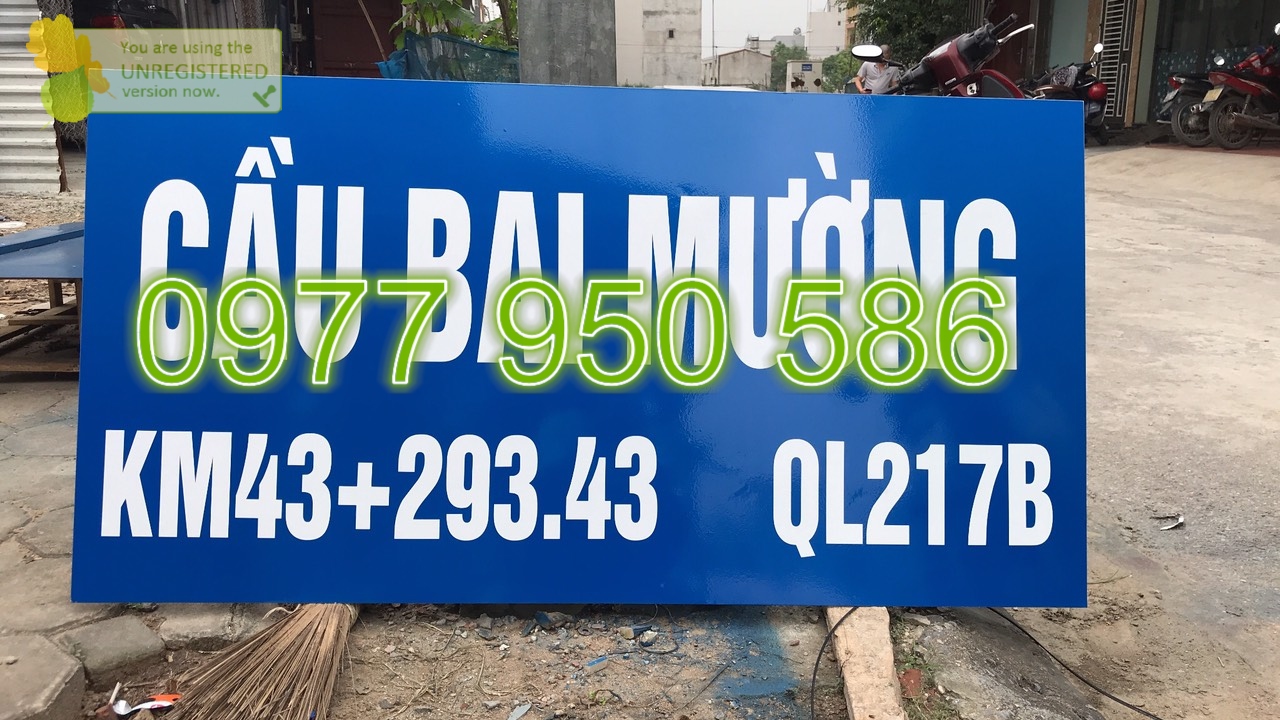 You are using the
UNREGISTERED
version now.
CẦU BAI MƯỜNG
0977 950 586
KM43+293.43 QL217B